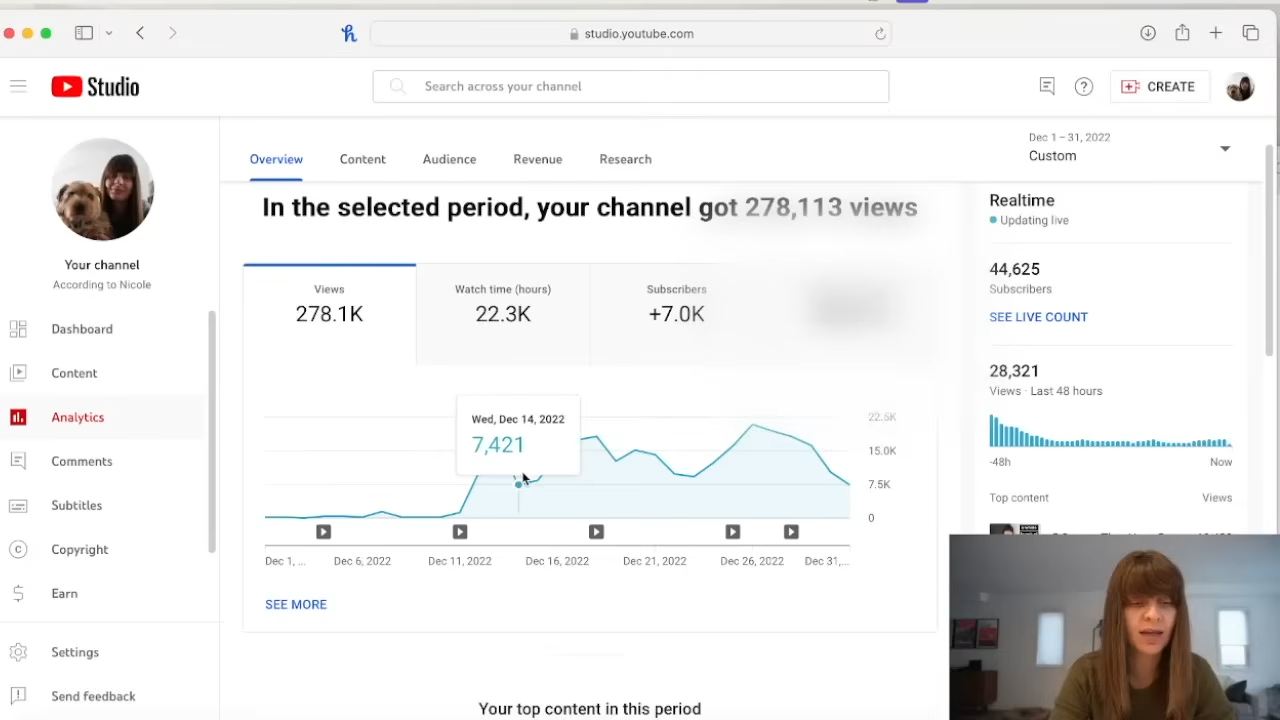 studio.youtube.com
Studio
Search across your channel
CREATE
Your channel
According to Nicole
Dashboard
Content
Analytics
Comments
Subtitles
Copyright
Earn
Settings
Send feedback
Overview
Content
Audience
Revenue
Research
Dec 1 – 31, 2022
Custom
In the selected period, your channel got 278,113 views
Views
278.1K
Watch time (hours)
22.3K
Subscribers
+7.0K
Wed, Dec 14, 2022
7,421
22.5K
15.0K
7.5K
0
Dec 1, ...
Dec 6, 2022
Dec 11, 2022
Dec 16, 2022
Dec 21, 2022
Dec 26, 2022
Dec 31,...
SEE MORE
Your top content in this period
Realtime
Updating live
44,625
Subscribers
SEE LIVE COUNT
28,321
Views · Last 48 hours
-48h
Now
Top content
Views